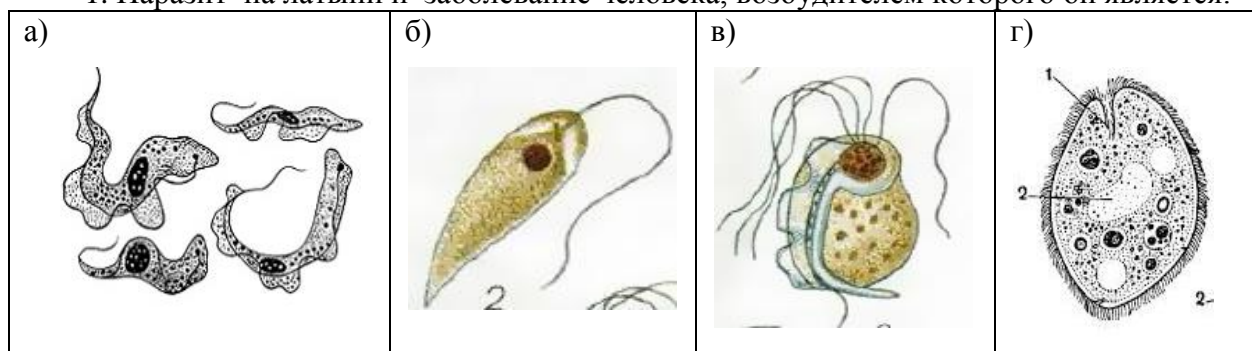 1. Паразит на латыни и заболевание человека, возбудителем которого он является.
а) б) в) г)
1
2
2
2-